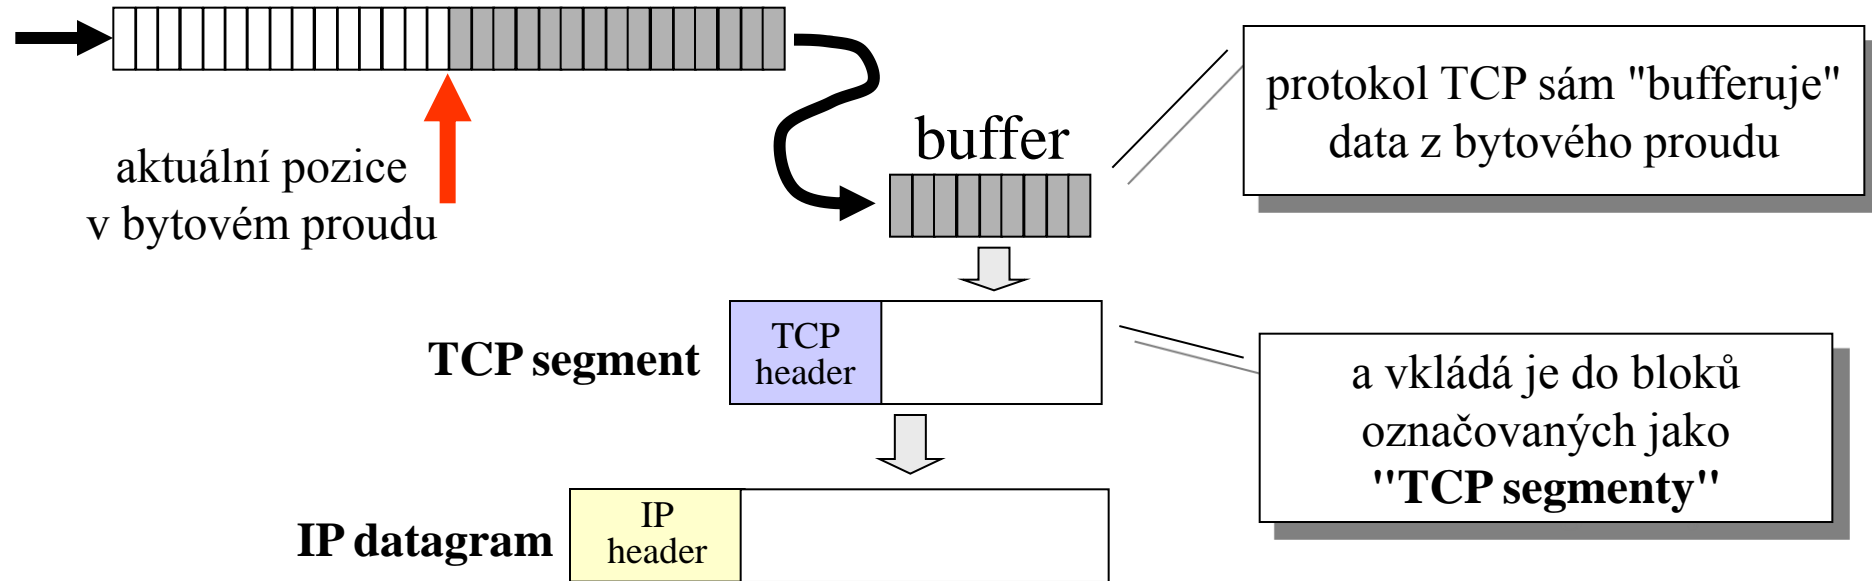 protokol TCP sám "bufferuje"
data z bytového proudu
buffer
aktuální pozice
v bytovém proudu
TCP segment
TCP
header
a vkládá je do bloků
označovaných jako
"TCP segmenty"
IP datagram
IP
header